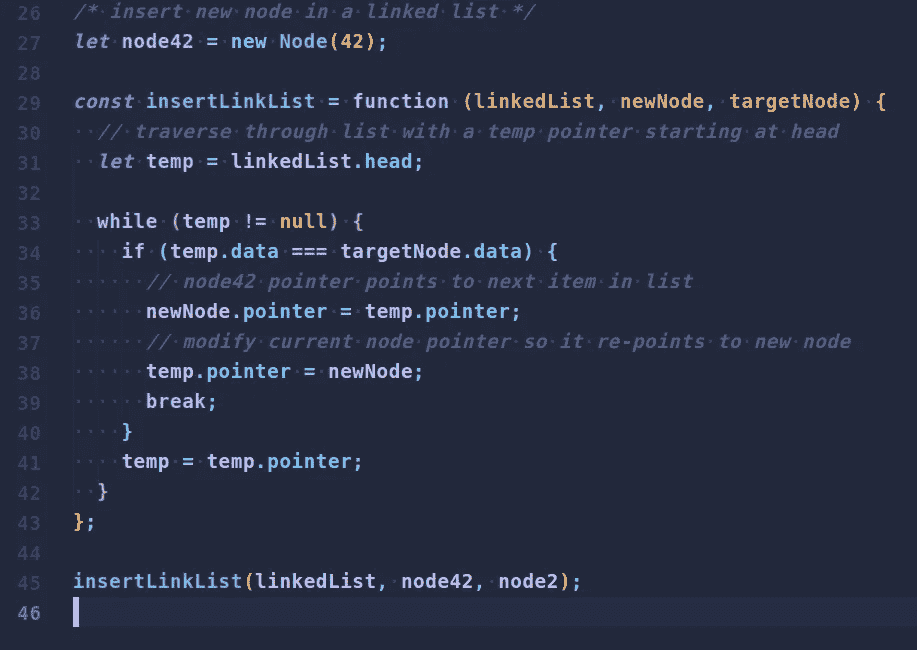 26 /* insert new node in a linked list */
27 let node42 = new Node(42);
28
29 const insertLinkList = function (linkedList, newNode, targetNode) {
30   // traverse through list with a temp pointer starting at head
31   let temp = linkedList.head;
32
33   while (temp != null) {
34     if (temp.data === targetNode.data) {
35       // node42 pointer points to next item in list
36       newNode.pointer = temp.pointer;
37       // modify current node pointer so it re-points to new node
38       temp.pointer = newNode;
39       break;
40     }
41     temp = temp.pointer;
42   }
43 };
44
45 insertLinkList(linkedList, node42, node2);
46